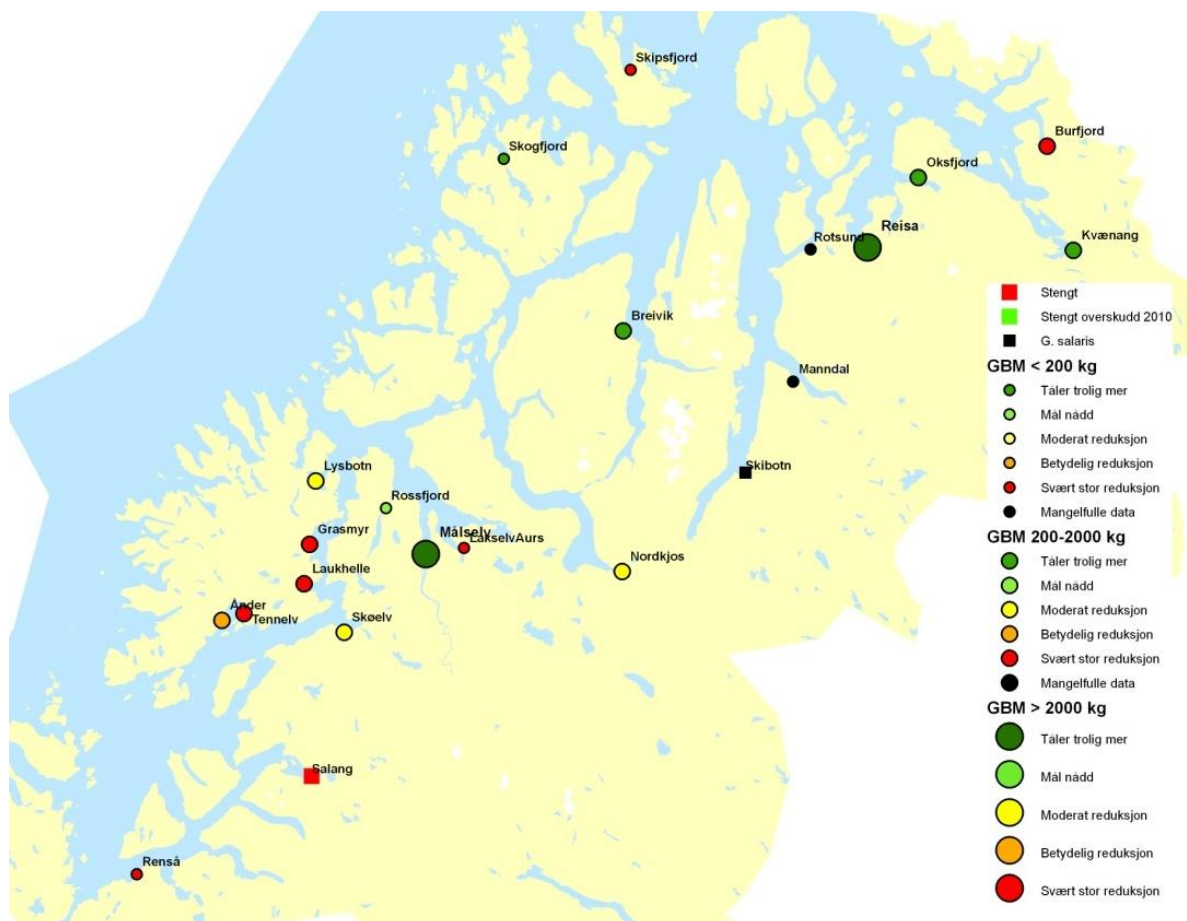 Skipsfjord
Skogfjord
Burfjord
Oksfjord
Reisa
Rotsund
Kvænang
Breivik
Manndal
Skibotn
Lysbotn
Rossfjord
Grasmyr
Målselv
LakselvAurs
Laukhelle
Nordkjos
Ånder
Tennelv
Skøelv
Salang
Renså
Stengt
Stengt overskudd 2010
G. salaris
GBM < 200 kg
Tåler trolig mer
Mål nådd
Moderat reduksjon
Betydelig reduksjon
Svært stor reduksjon
Mangelfulle data
GBM 200-2000 kg
Tåler trolig mer
Mål nådd
Moderat reduksjon
Betydelig reduksjon
Svært stor reduksjon
Mangelfulle data
GBM > 2000 kg
Tåler trolig mer
Mål nådd
Moderat reduksjon
Betydelig reduksjon
Svært stor reduksjon